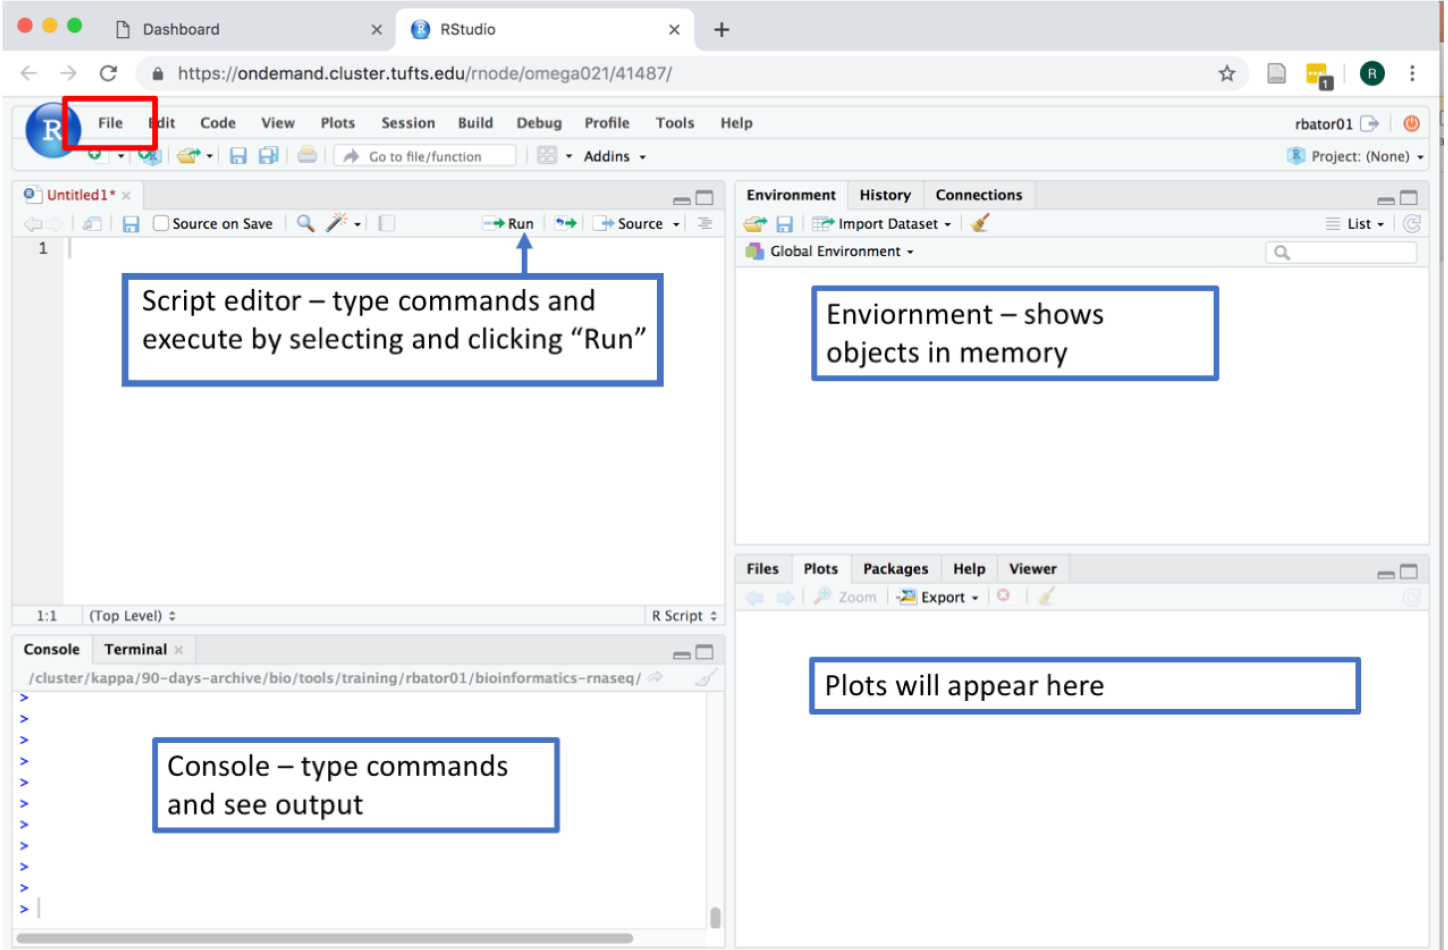 Dashboard
RStudio
https://ondemand.cluster.tufts.edu/rnode/omega021/41487/
1
R
R
File Edit Code View Plots Session Build Debug Profile Tools Help
rbator01
Go to file/function
Addins
Project: (None)
Untitled1*
Source on Save
Run
Source
1
Script editor – type commands and
execute by selecting and clicking “Run”
1:1 (Top Level)
R Script
Console Terminal
/cluster/kappa/90-days-archive/bio/tools/training/rbator01/bioinformatics-rnaseq/
>
>
>
>
>
>
>
>
>
>
>
Console – type commands
and see output
Environment History Connections
Import Dataset
List
Global Environment
Enviornment – shows
objects in memory
Files Plots Packages Help Viewer
Zoom Export
Plots will appear here